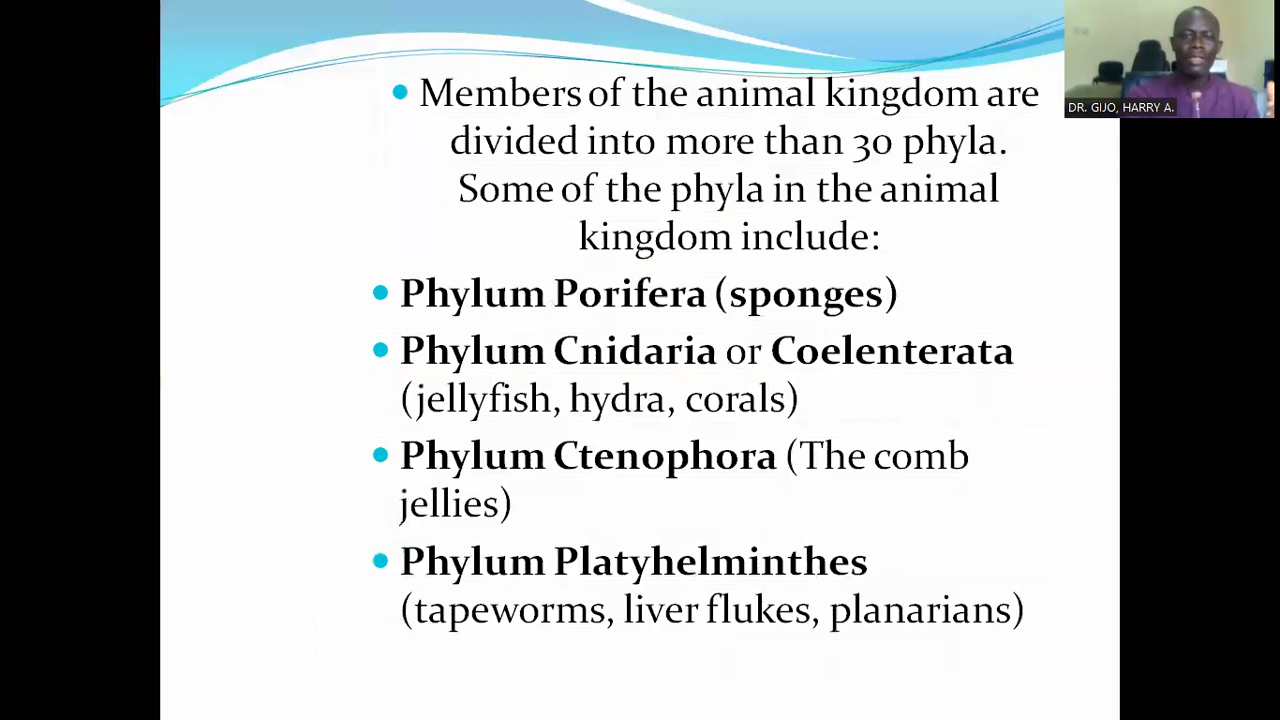 • Members of the animal kingdom are
divided into more than 30 phyla.
Some of the phyla in the animal
kingdom include:
• Phylum Porifera (sponges)
• Phylum Cnidaria or Coelenterata
(jellyfish, hydra, corals)
• Phylum Ctenophora (The comb
jellies)
• Phylum Platyhelminthes
(tapeworms, liver flukes, planarians)
DR. GIJO, HARRY A.